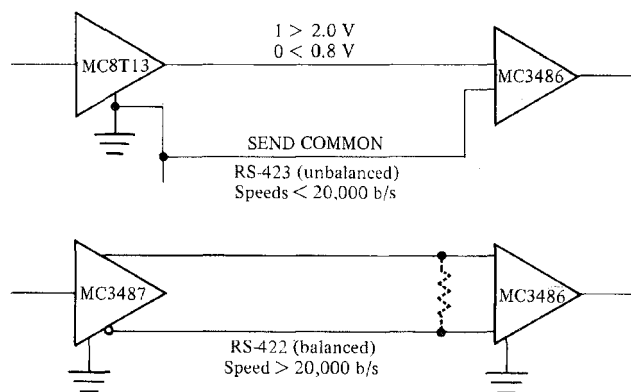 1 > 2.0 V
0 < 0.8 V
MC8T13
MC3486
SEND COMMON
RS-423 (unbalanced)
Speeds < 20,000 b/s
MC3487
MC3486
RS-422 (balanced)
Speed > 20,000 b/s